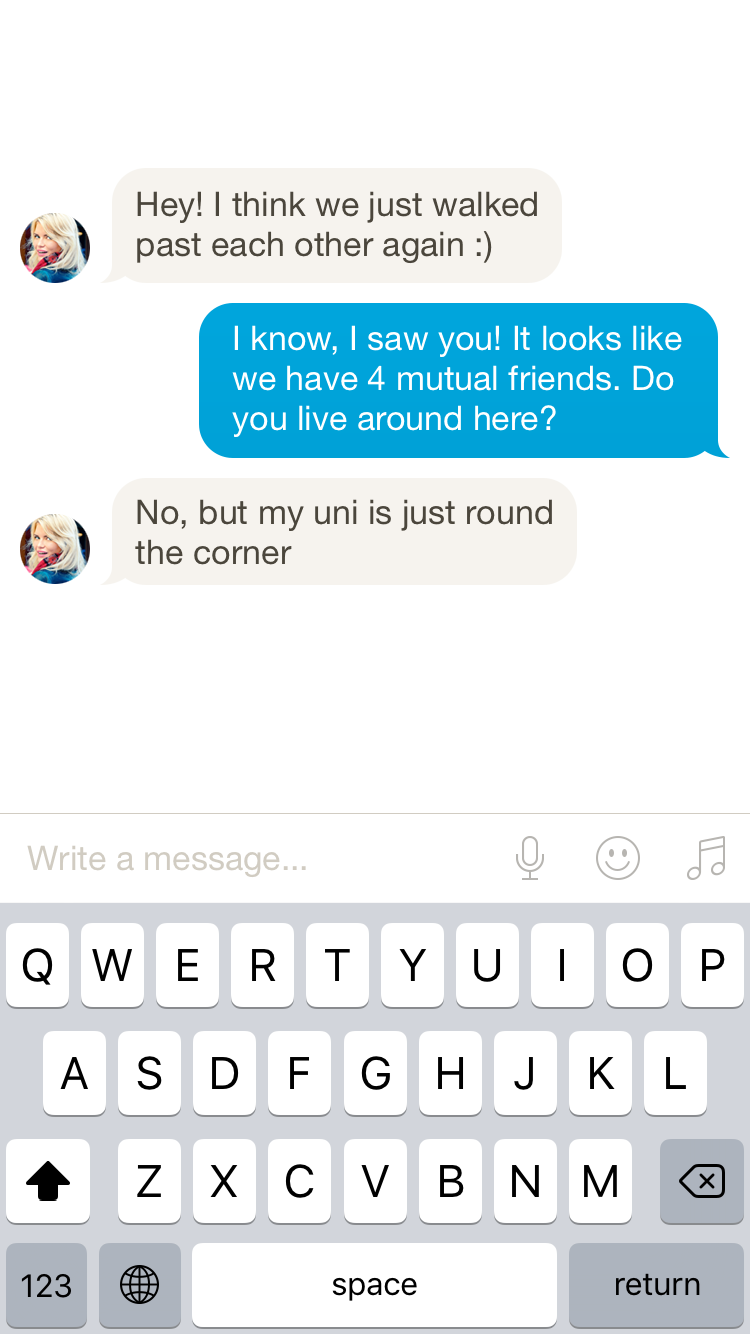 Hey! I think we just walked
past each other again :)
I know, I saw you! It looks like
we have 4 mutual friends. Do
you live around here?
No, but my uni is just round
the corner
Write a message...
Q W E R T Y U I O P
A S D F G H J K L
Z X C V B N M
123 space return